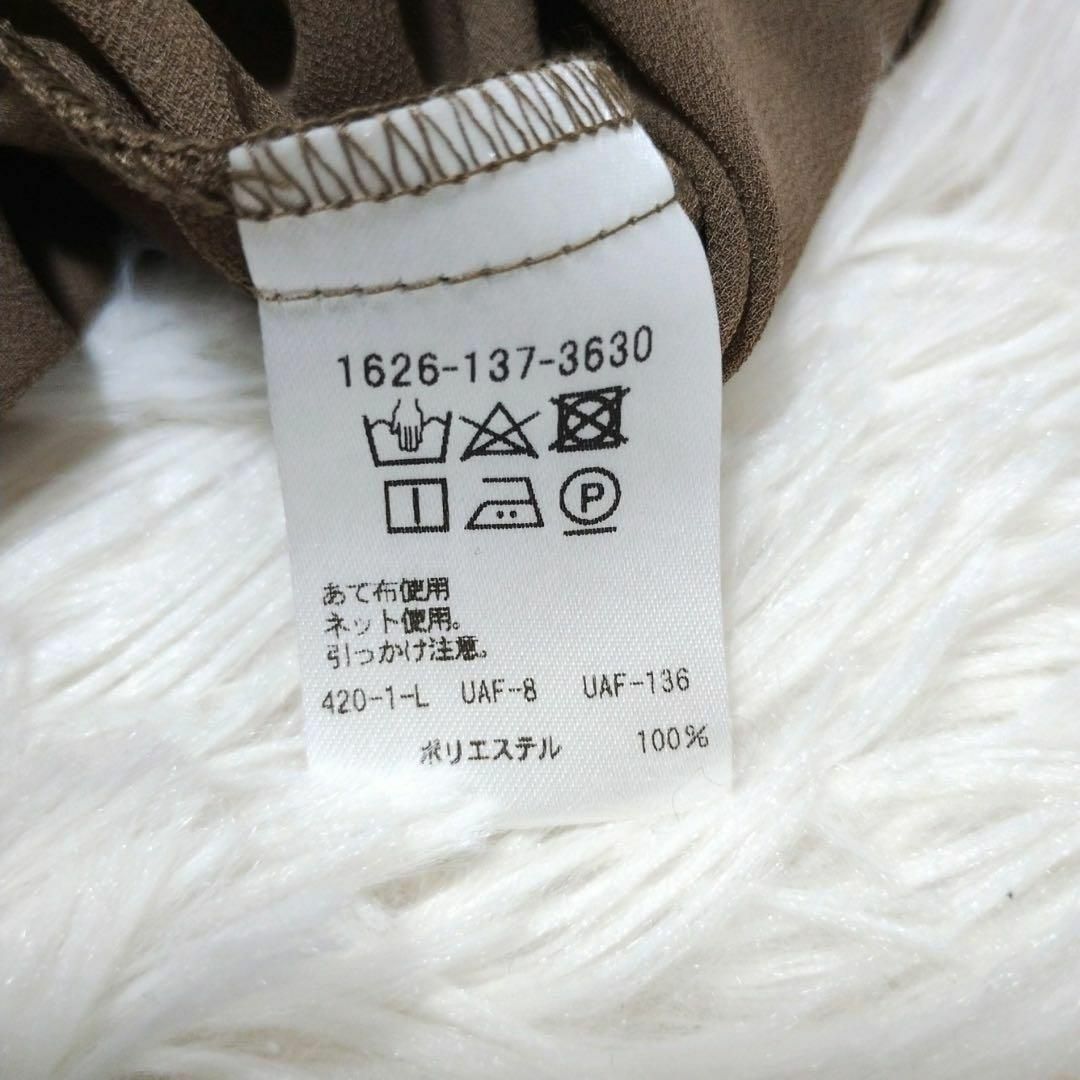 1626-137-3630
P
あて布使用
ネット使用。
引っかけ注意。
420-1-L UAF-8 UAF-136
ポリエステル 100%